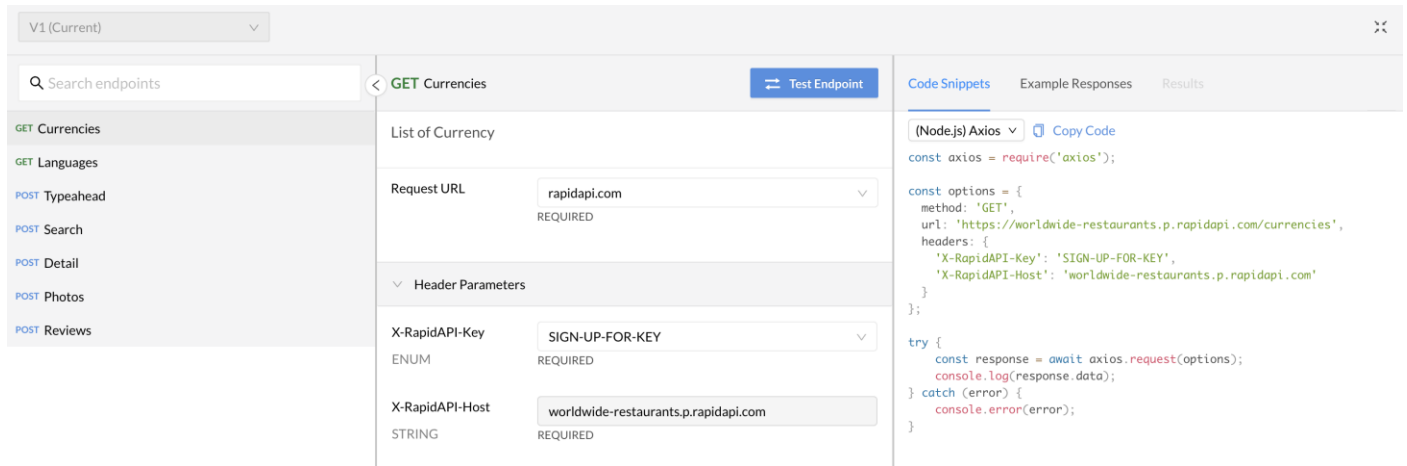 V1 (Current)
Search endpoints
GET Currencies
GET Languages
POST Typeahead
POST Search
POST Detail
POST Photos
POST Reviews
GET Currencies
Test Endpoint
List of Currency
Request URL
rapidapi.com
REQUIRED
Header Parameters
X-RapidAPI-Key
SIGN-UP-FOR-KEY
ENUM
REQUIRED
X-RapidAPI-Host
worldwide-restaurants.p.rapidapi.com
STRING
REQUIRED
Code Snippets Example Responses Results
(Node.js) Axios Copy Code
const axios = require('axios');
const options = {
  method: 'GET',
  url: 'https://worldwide-restaurants.p.rapidapi.com/currencies',
  headers: {
    'X-RapidAPI-Key': 'SIGN-UP-FOR-KEY',
    'X-RapidAPI-Host': 'worldwide-restaurants.p.rapidapi.com'
  }
};
try {
    const response = await axios.request(options);
    console.log(response.data);
} catch (error) {
    console.error(error);
}